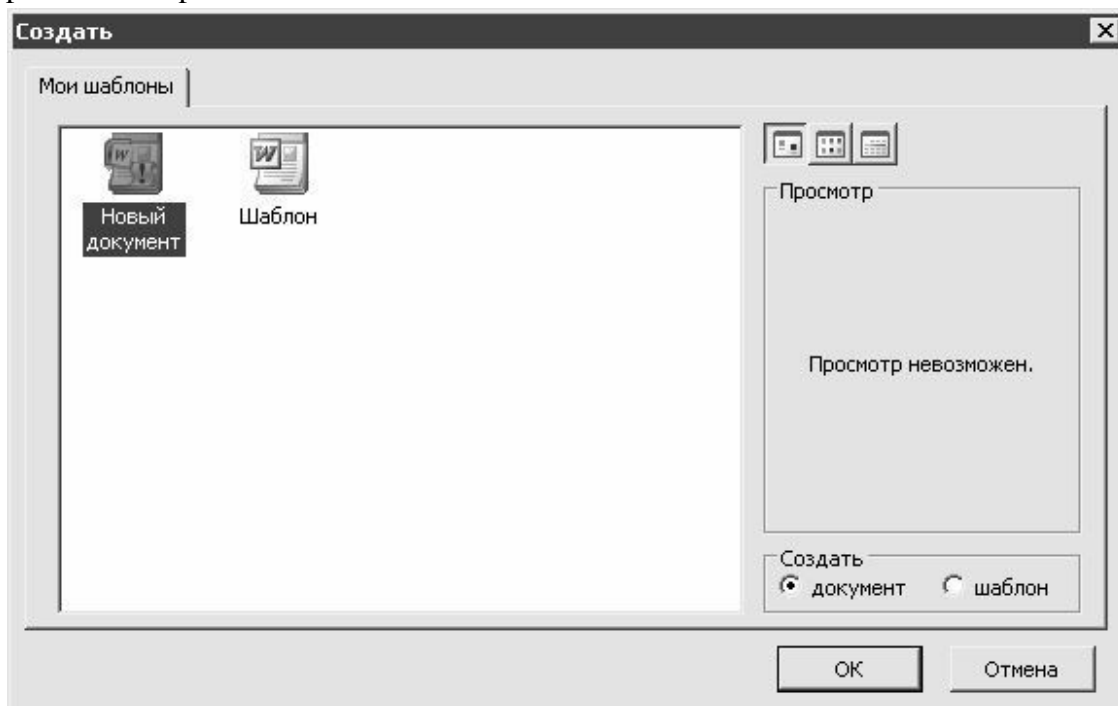 Создать
Мои шаблоны
Новый
документ
Шаблон
Просмотр
Просмотр невозможен.
Создать
документ
шаблон
ОК
Отмена